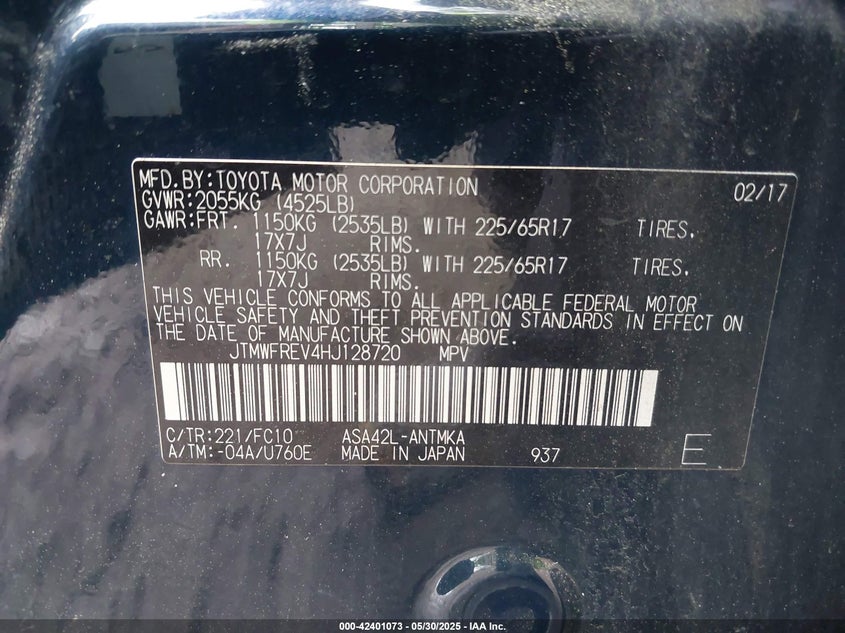 MFD.BY:TOYOTA MOTOR CORPORATION 02/17
GVWR:2055KG (4525LB)
GAWR:FRT. 1150KG (2535LB) WITH 225/65R17 TIRES.
17X7J RIMS.
RR. 1150KG (2535LB) WITH 225/65R17 TIRES.
17X7J RIMS.
THIS VEHICLE CONFORMS TO ALL APPLICABLE FEDERAL MOTOR
VEHICLE SAFETY AND THEFT PREVENTION STANDARDS IN EFFECT ON
THE DATE OF MANUFACTURE SHOWN ABOVE.
JTMWFREV4HJ128720 MPV
C/TR:221/FC10 ASA42L-ANTMKA
A/TM:-04A/U760E MADE IN JAPAN 937 E
000-42401073 - 05/30/2025 - IAA Inc.